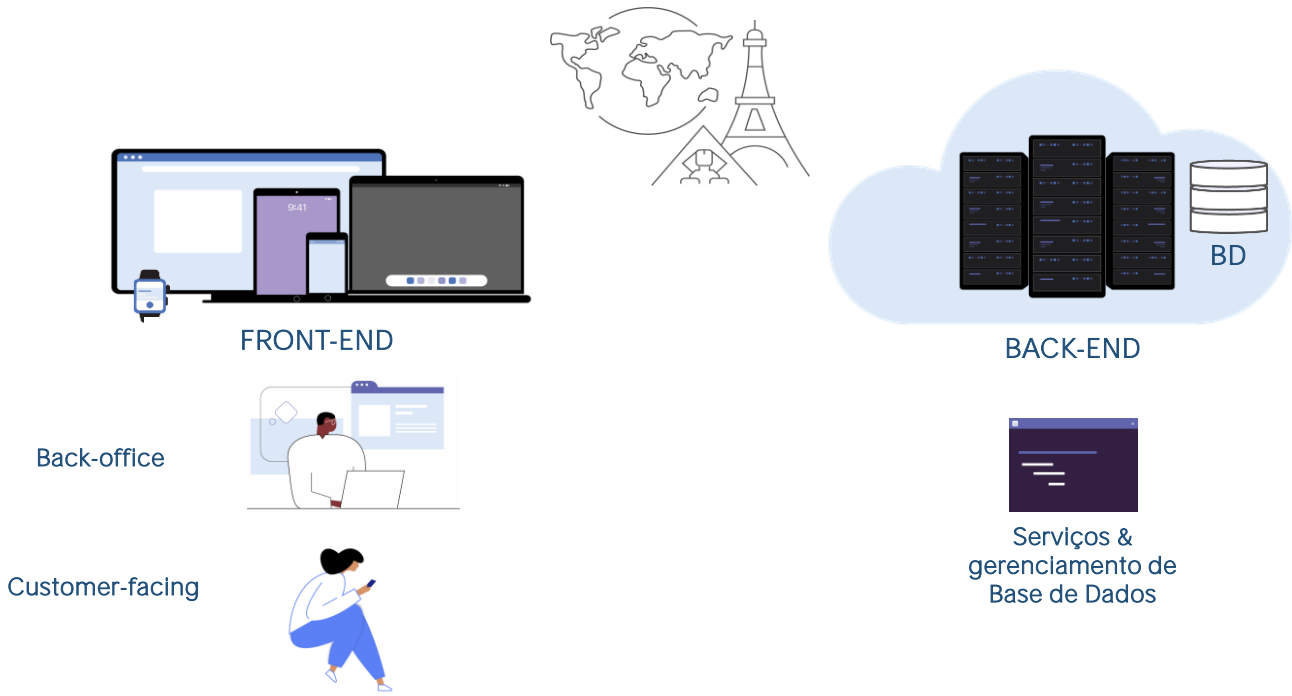 9:41
BD
FRONT-END
BACK-END
Back-office
Serviços &
gerenciamento de
Base de Dados
Customer-facing